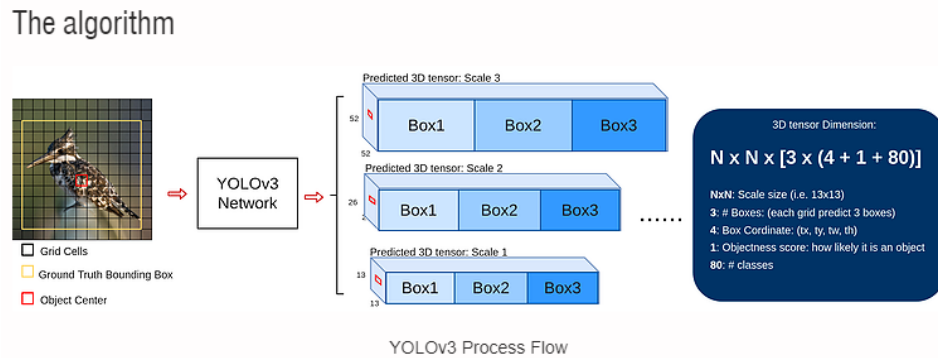 The algorithm
Predicted 3D tensor: Scale 3
52
52
Box1
Box2
Box3
Predicted 3D tensor: Scale 2
26
2
Box1
Box2
Box3
Predicted 3D tensor: Scale 1
13
13
Box1
Box2
Box3
YOLOv3
Network
Grid Cells
Ground Truth Bounding Box
Object Center
......
3D tensor Dimension:
N x N x [3 x (4 + 1 + 80)]
NxN: Scale size (i.e. 13x13)
3: # Boxes: (each grid predict 3 boxes)
4: Box Cordinate: (tx, ty, tw, th)
1: Objectness score: how likely it is an object
80: # classes
YOLOv3 Process Flow